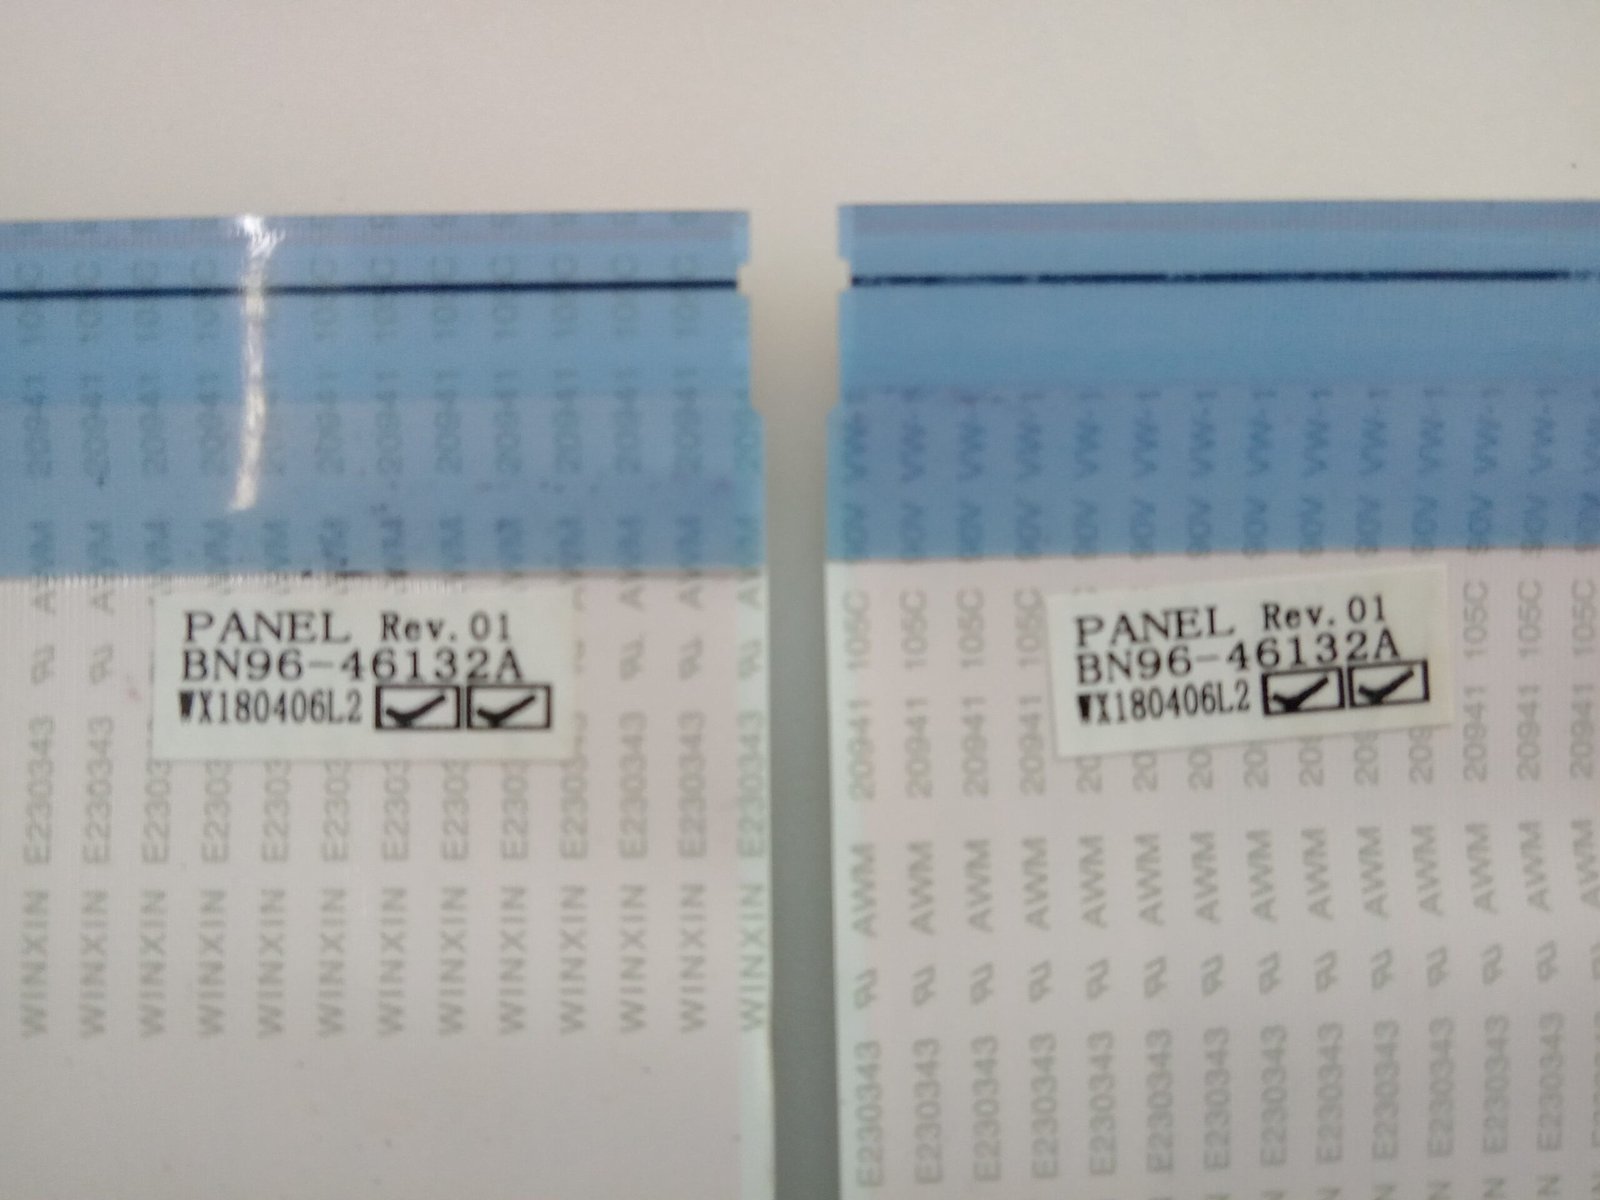 PANEL Rev.01
BN96-46132A
WX180406L2
PANEL Rev.01
BN96-46132A
WX180406L2
WINXIN E230343 AWM 20941 105C
E230343 AWM 20941 105C 90V VW-1